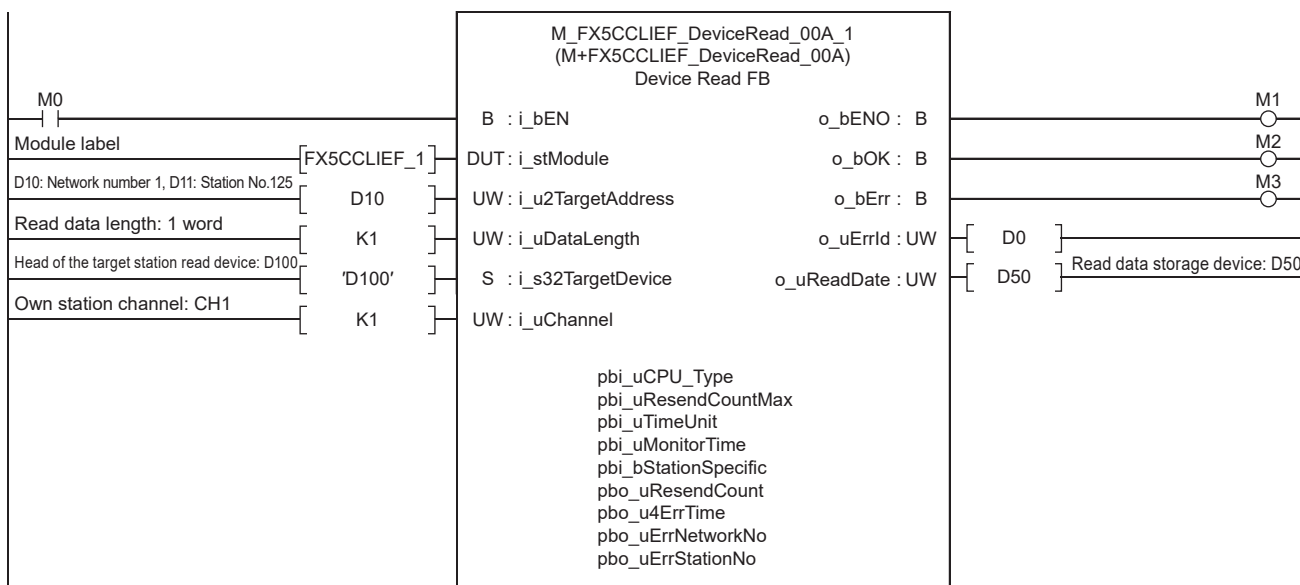 M_FX5CCLIEF_DeviceRead_00A_1
(M+FX5CCLIEF_DeviceRead_00A)
Device Read FB
M0
B : i_bEN
o_bENO : B
M1
Module label
FX5CCLIEF_1
DUT : i_stModule
o_bOK : B
M2
D10: Network number 1, D11: Station No.125
D10
UW : i_u2TargetAddress
o_bErr : B
M3
Read data length: 1 word
K1
UW : i_uDataLength
o_uErrId : UW
D0
Head of the target station read device: D100
'D100'
S : i_s32TargetDevice
o_uReadDate : UW
D50
Read data storage device: D50
Own station channel: CH1
K1
UW : i_uChannel
pbi_uCPU_Type
pbi_uResendCountMax
pbi_uTimeUnit
pbi_uMonitorTime
pbi_bStationSpecific
pbo_uResendCount
pbo_u4ErrTime
pbo_uErrNetworkNo
pbo_uErrStationNo